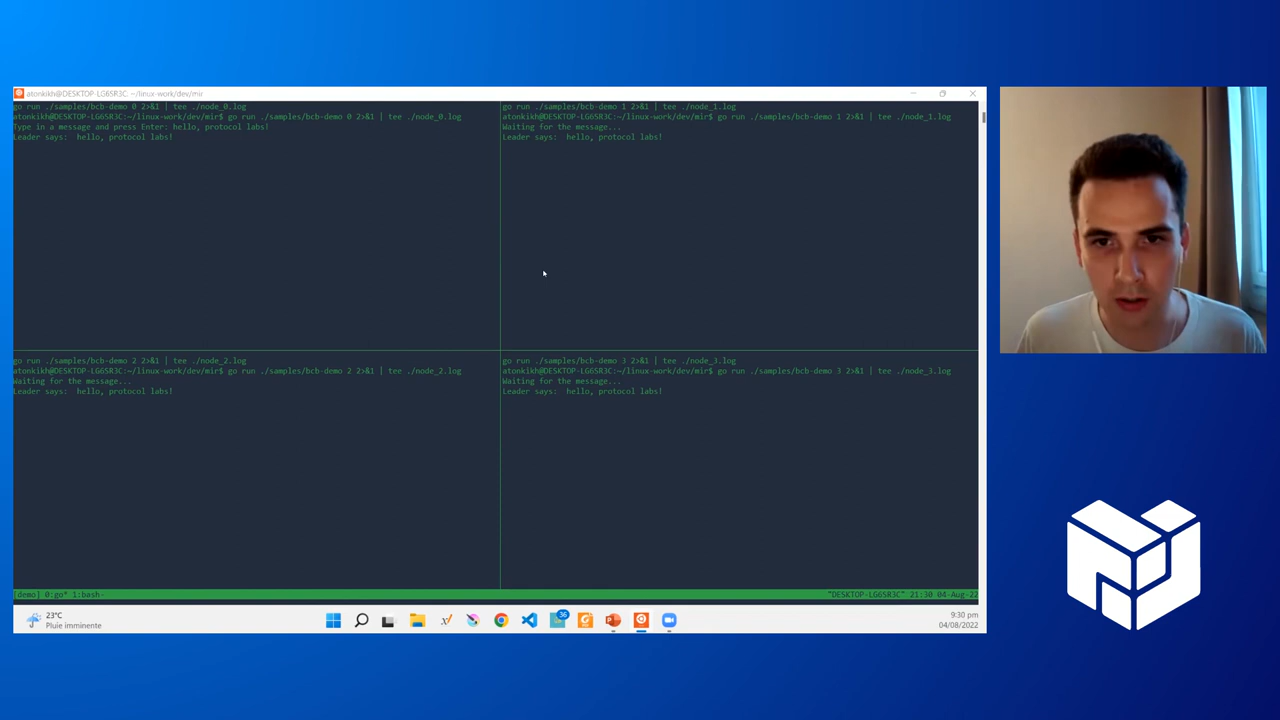 atonkikh@DESKTOP-LG6SR3C: ~/linux-work/dev/mir
go run ./samples/bcb-demo 0 2>&1 | tee ./node_0.log
atonkikh@DESKTOP-LG6SR3C:~/linux-work/dev/mir$ go run ./samples/bcb-demo 0 2>&1 | tee ./node_0.log
Type in a message and press Enter: hello, protocol labs!
Leader says:  hello, protocol labs!
go run ./samples/bcb-demo 1 2>&1 | tee ./node_1.log
atonkikh@DESKTOP-LG6SR3C:~/linux-work/dev/mir$ go run ./samples/bcb-demo 1 2>&1 | tee ./node_1.log
Waiting for the message...
Leader says:  hello, protocol labs!
go run ./samples/bcb-demo 2 2>&1 | tee ./node_2.log
atonkikh@DESKTOP-LG6SR3C:~/linux-work/dev/mir$ go run ./samples/bcb-demo 2 2>&1 | tee ./node_2.log
Waiting for the message...
Leader says:  hello, protocol labs!
go run ./samples/bcb-demo 3 2>&1 | tee ./node_3.log
atonkikh@DESKTOP-LG6SR3C:~/linux-work/dev/mir$ go run ./samples/bcb-demo 3 2>&1 | tee ./node_3.log
Waiting for the message...
Leader says:  hello, protocol labs!
[demo] 0:go* 1:bash- "DESKTOP-LG6SR3C" 21:30 04-Aug-22
23°C
Pluie imminente
36
9:30 pm
04/08/2022